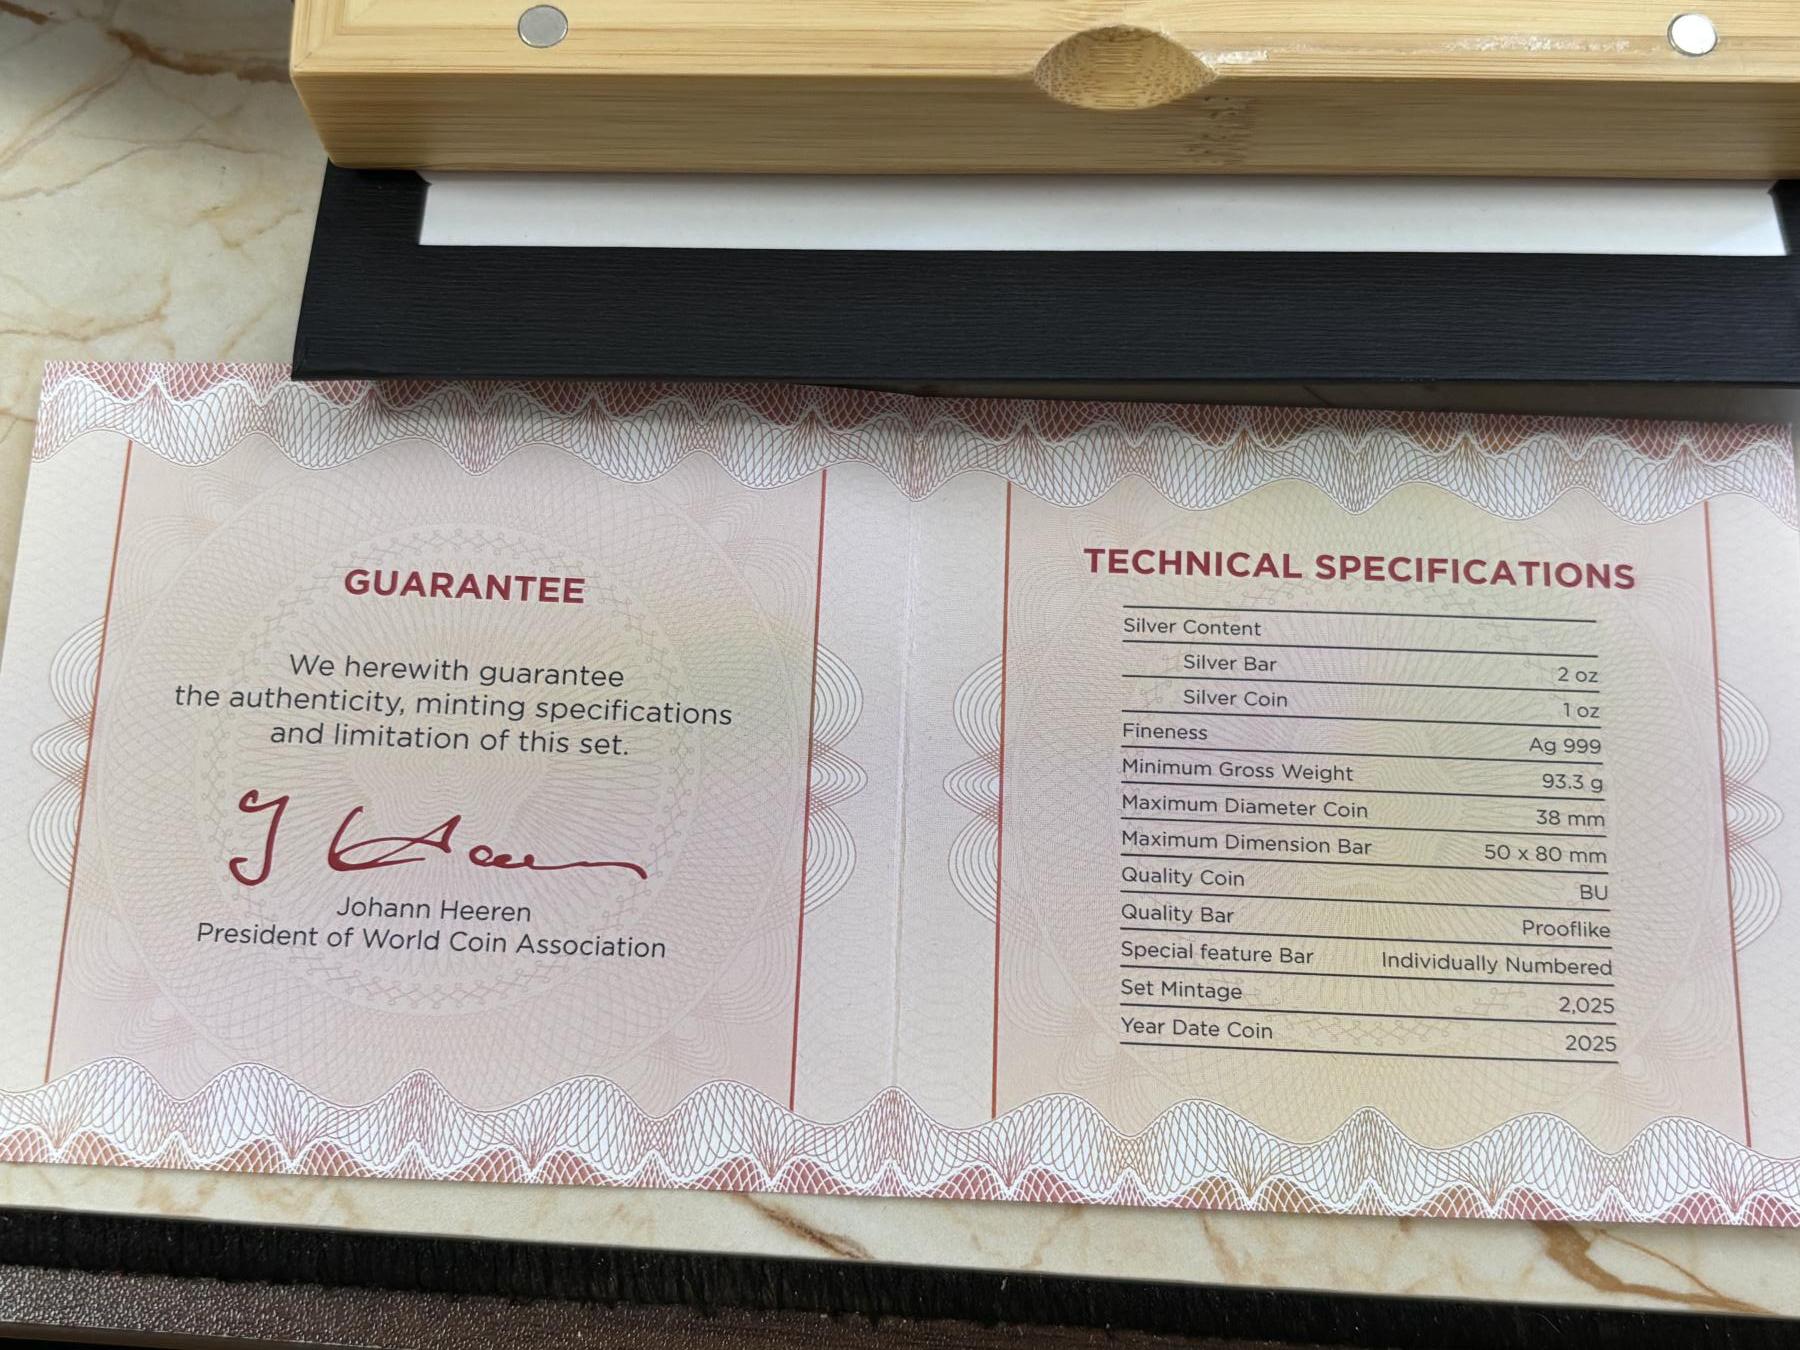 GUARANTEE
We herewith guarantee
the authenticity, minting specifications
and limitation of this set.
J Heeren
Johann Heeren
President of World Coin Association
TECHNICAL SPECIFICATIONS
Silver Content
Silver Bar 2 oz
Silver Coin 1 oz
Fineness Ag 999
Minimum Gross Weight 93.3 g
Maximum Diameter Coin 38 mm
Maximum Dimension Bar 50 x 80 mm
Quality Coin BU
Quality Bar Prooflike
Special feature Bar Individually Numbered
Set Mintage 2,025
Year Date Coin 2025